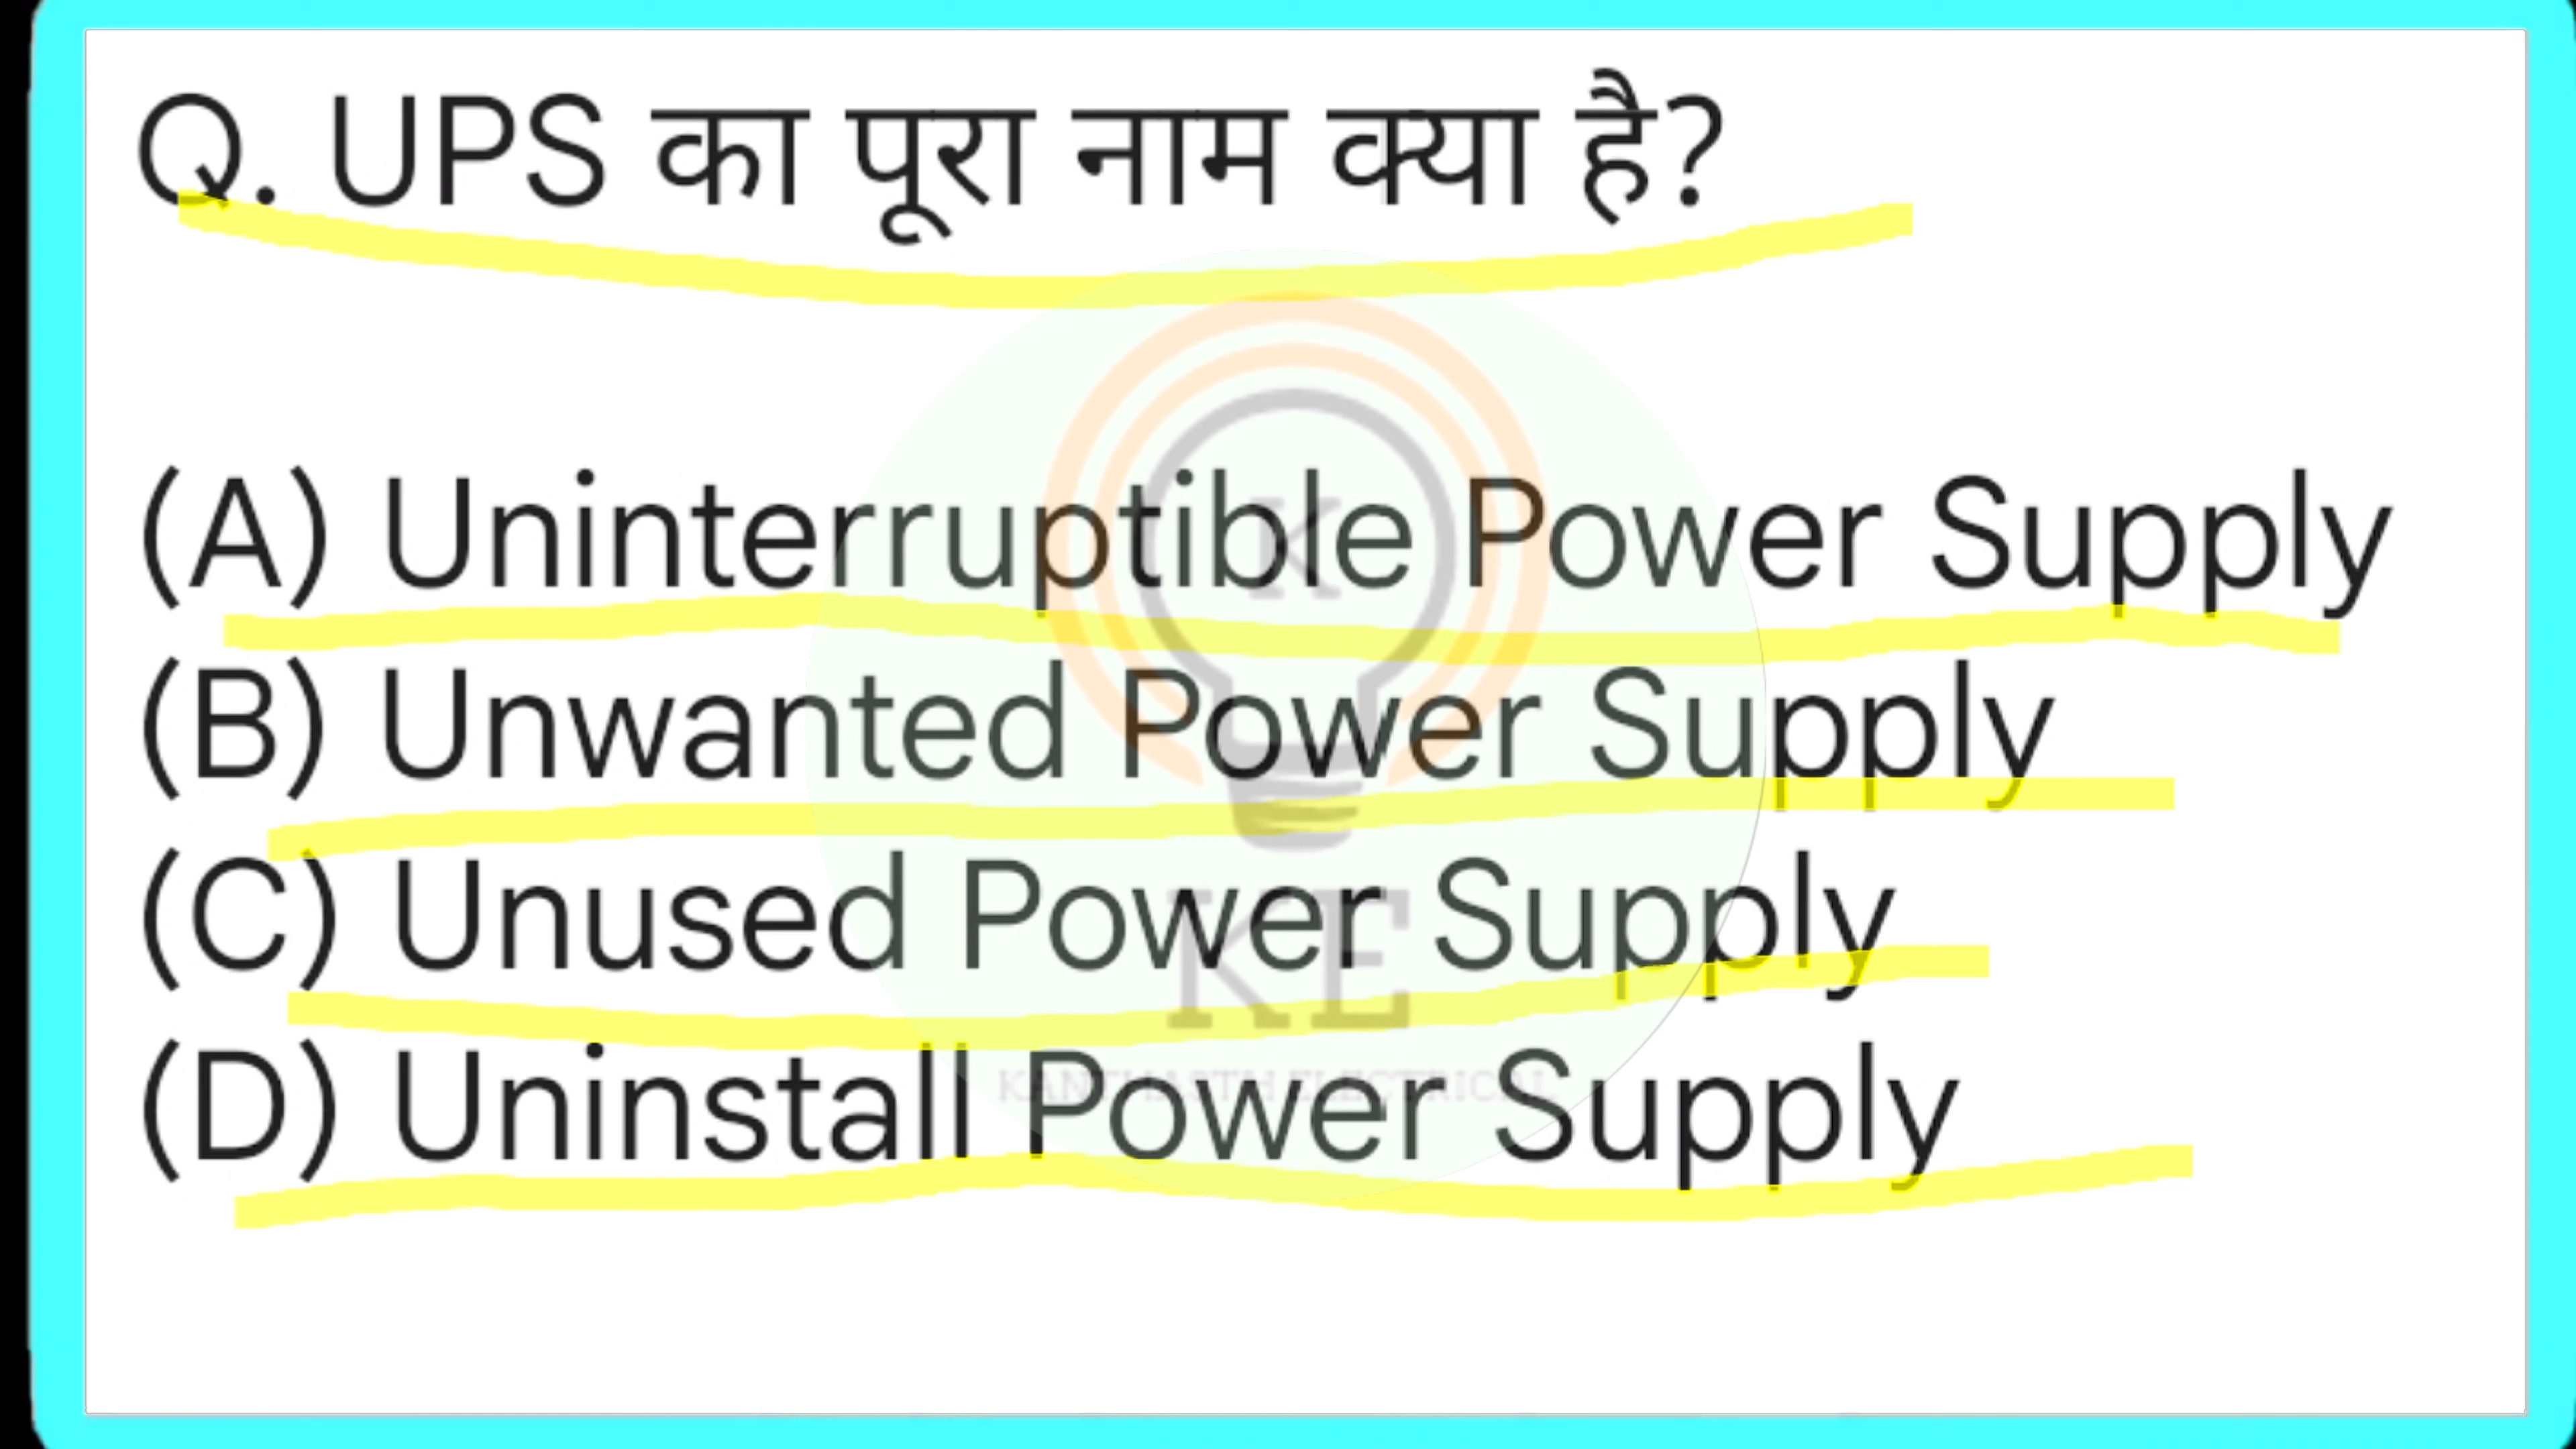 Q. UPS का पूरा नाम क्या है?
(A) Uninterruptible Power Supply
(B) Unwanted Power Supply
(C) Unused Power Supply
(D) Uninstall Power Supply
K
KE